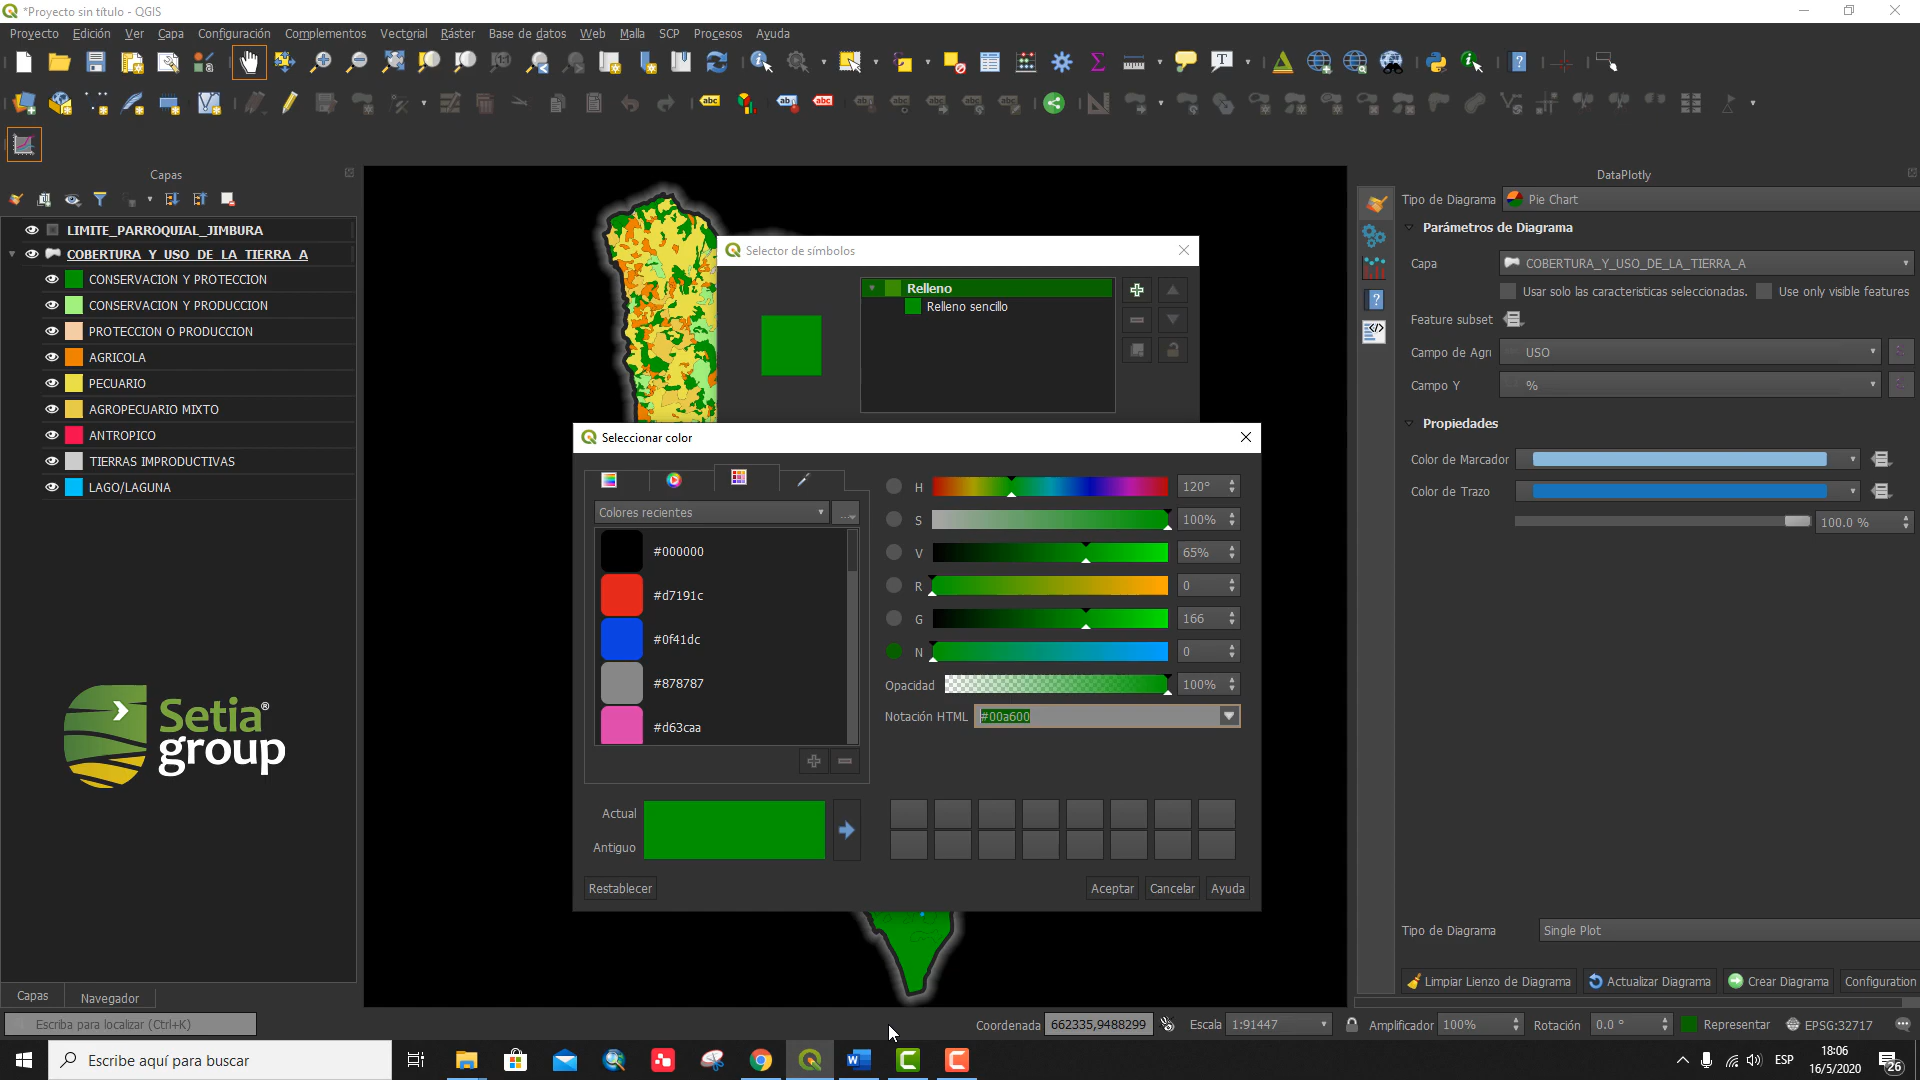 *Proyecto sin título - QGIS
Proyecto Edición Ver Capa Configuración Complementos Vectorial Ráster Base de datos Web Malla SCP Procesos Ayuda
Capas
LIMITE_PARROQUIAL_JIMBURA
COBERTURA_Y_USO_DE_LA_TIERRA_A
CONSERVACION Y PROTECCION
CONSERVACION Y PRODUCCION
PROTECCION O PRODUCCION
AGRICOLA
PECUARIO
AGROPECUARIO MIXTO
ANTROPICO
TIERRAS IMPRODUCTIVAS
LAGO/LAGUNA
Setia®
group
Capas Navegador
Selector de símbolos
Relleno
Relleno sencillo
Seleccionar color
Colores recientes
#000000
#d7191c
#0f41dc
#878787
#d63caa
H 120°
S 100%
V 65%
R 0
G 166
N 0
Opacidad 100%
Notación HTML #00a600
Actual
Antiguo
Restablecer Aceptar Cancelar Ayuda
DataPlotly
Tipo de Diagrama Pie Chart
Parámetros de Diagrama
Capa COBERTURA_Y_USO_DE_LA_TIERRA_A
Usar solo las caracteristicas seleccionadas. Use only visible features
Feature subset
Campo de Agru USO
Campo Y %
Propiedades
Color de Marcador
Color de Trazo
100.0 %
Tipo de Diagrama Single Plot
Limpiar Lienzo de Diagrama Actualizar Diagrama Crear Diagrama Configuration
Escriba para localizar (Ctrl+K) Coordenada 662335,9488299 Escala 1:91447 Amplificador 100% Rotación 0.0 ° Representar EPSG:32717
Escribe aquí para buscar
ESP
18:06
16/5/2020
26